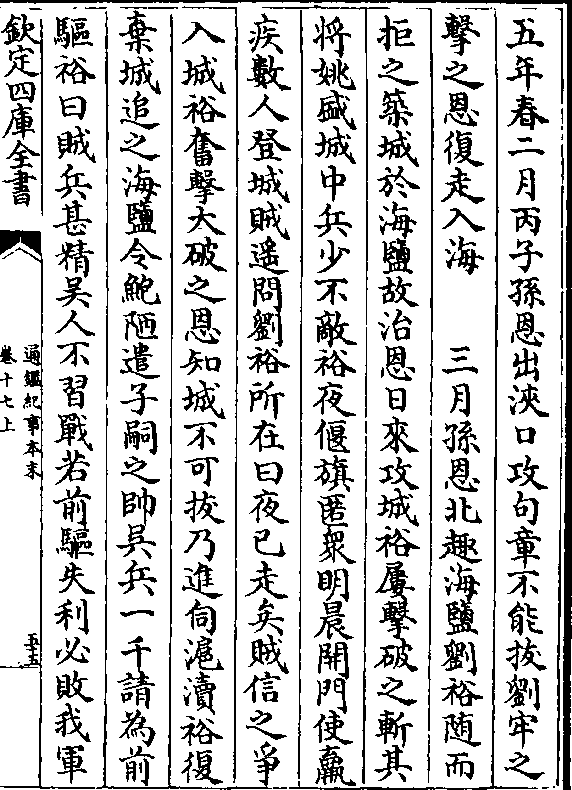 五年春二月丙子孫恩出浹口攻句章不能拔劉牢之
擊之恩復走入海　三月孫恩北趣海鹽劉裕随而
拒之築城於海鹽故治恩日來攻城裕屢擊破之斬其
将姚盛城中兵少不敵裕夜偃旗匿衆明晨開門使羸
疾數人登城賊遥問劉裕所在曰夜已走矣賊信之爭
入城裕奮擊大破之恩知城不可拔乃進向滬瀆裕復
棄城追之海鹽令鮑陋遣子嗣之帥吳兵一千請為前
驅裕曰賊兵甚精吳人不習戰若前驅失利必敗我軍
欽定四庫全書
通鑑紀事本末
卷十七上
五十五